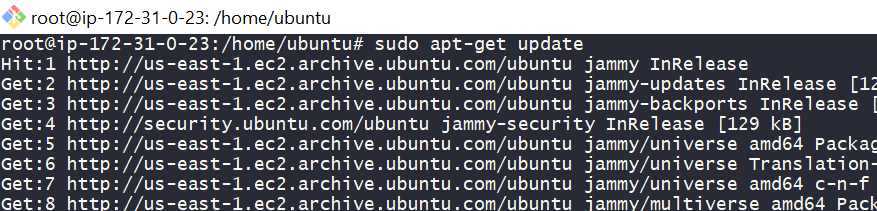 root@ip-172-31-0-23: /home/ubuntu
root@ip-172-31-0-23:/home/ubuntu# sudo apt-get update
Hit:1 http://us-east-1.ec2.archive.ubuntu.com/ubuntu jammy InRelease
Get:2 http://us-east-1.ec2.archive.ubuntu.com/ubuntu jammy-updates InRelease [12
Get:3 http://us-east-1.ec2.archive.ubuntu.com/ubuntu jammy-backports InRelease [
Get:4 http://security.ubuntu.com/ubuntu jammy-security InRelease [129 kB]
Get:5 http://us-east-1.ec2.archive.ubuntu.com/ubuntu jammy/universe amd64 Packag
Get:6 http://us-east-1.ec2.archive.ubuntu.com/ubuntu jammy/universe Translation-
Get:7 http://us-east-1.ec2.archive.ubuntu.com/ubuntu jammy/universe amd64 c-n-f
Get:8 http://us-east-1.ec2.archive.ubuntu.com/ubuntu jammy/multiverse amd64 Pack